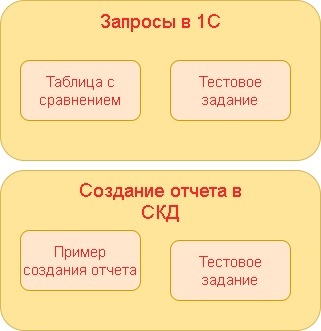 Запросы в 1С
Таблица с
сравнением
Тестовое
задание
Создание отчета в
СКД
Пример
создания отчета
Тестовое
задание